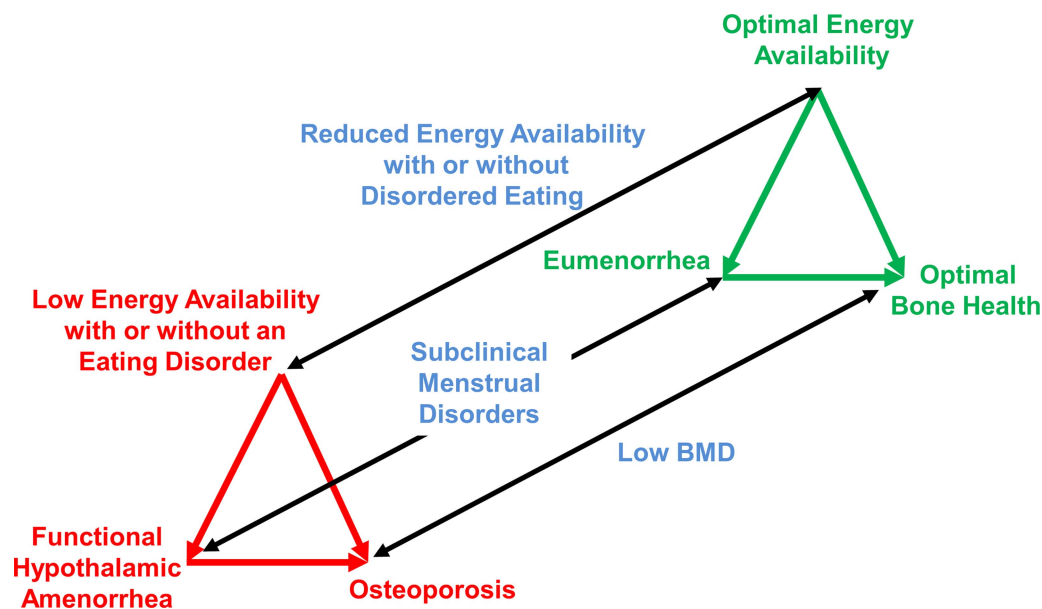 Optimal Energy
Availability
Reduced Energy Availability
with or without
Disordered Eating
Eumenorrhea
Optimal
Bone Health
Low Energy Availability
with or without an
Eating Disorder
Subclinical
Menstrual
Disorders
Low BMD
Functional
Hypothalamic
Amenorrhea
Osteoporosis